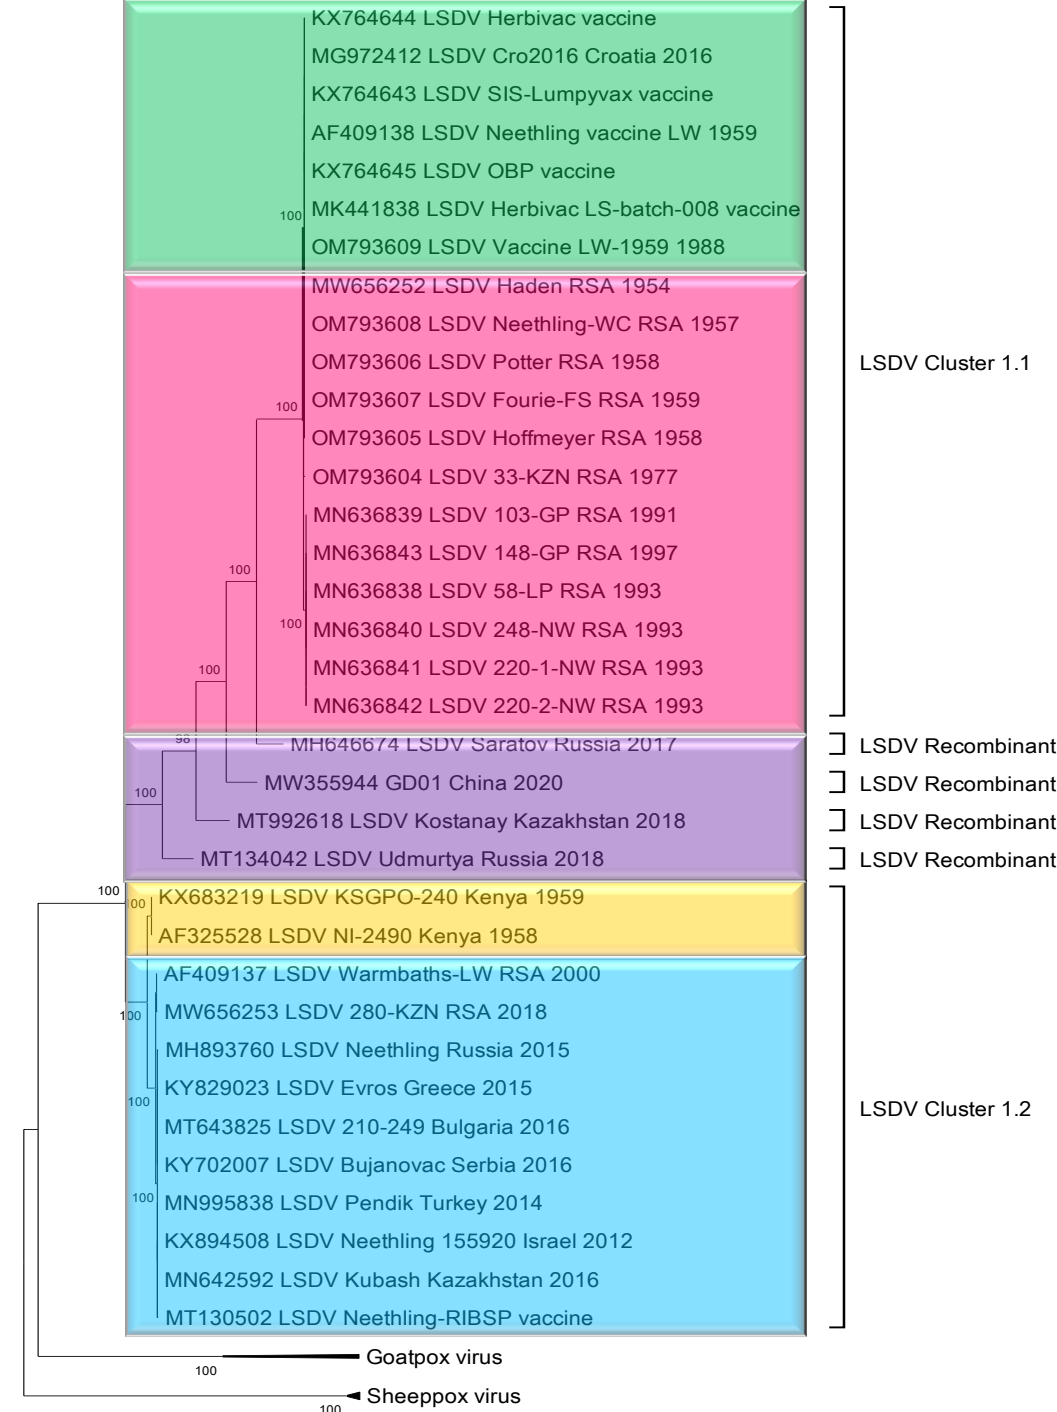 KX764644 LSDV Herbivac vaccine
MG972412 LSDV Cro2016 Croatia 2016
KX764643 LSDV SIS-Lumpyvax vaccine
AF409138 LSDV Neethling vaccine LW 1959
KX764645 LSDV OBP vaccine
MK441838 LSDV Herbivac LS-batch-008 vaccine
100
OM793609 LSDV Vaccine LW-1959 1988
MW656252 LSDV Haden RSA 1954
OM793608 LSDV Neethling-WC RSA 1957
OM793606 LSDV Potter RSA 1958
LSDV Cluster 1.1
OM793607 LSDV Fourie-FS RSA 1959
100
OM793605 LSDV Hoffmeyer RSA 1958
OM793604 LSDV 33-KZN RSA 1977
MN636839 LSDV 103-GP RSA 1991
MN636843 LSDV 148-GP RSA 1997
100
MN636838 LSDV 58-LP RSA 1993
100
MN636840 LSDV 248-NW RSA 1993
MN636841 LSDV 220-1-NW RSA 1993
100
MN636842 LSDV 220-2-NW RSA 1993
98
MH646674 LSDV Saratov Russia 2017
LSDV Recombinant
MW355944 GD01 China 2020
LSDV Recombinant
100
MT992618 LSDV Kostanay Kazakhstan 2018
LSDV Recombinant
MT134042 LSDV Udmurtya Russia 2018
LSDV Recombinant
100
100
KX683219 LSDV KSGPO-240 Kenya 1959
AF325528 LSDV NI-2490 Kenya 1958
AF409137 LSDV Warmbaths-LW RSA 2000
100
MW656253 LSDV 280-KZN RSA 2018
MH893760 LSDV Neethling Russia 2015
KY829023 LSDV Evros Greece 2015
100
LSDV Cluster 1.2
MT643825 LSDV 210-249 Bulgaria 2016
KY702007 LSDV Bujanovac Serbia 2016
100
MN995838 LSDV Pendik Turkey 2014
KX894508 LSDV Neethling 155920 Israel 2012
MN642592 LSDV Kubash Kazakhstan 2016
MT130502 LSDV Neethling-RIBSP vaccine
Goatpox virus
100
Sheeppox virus
100